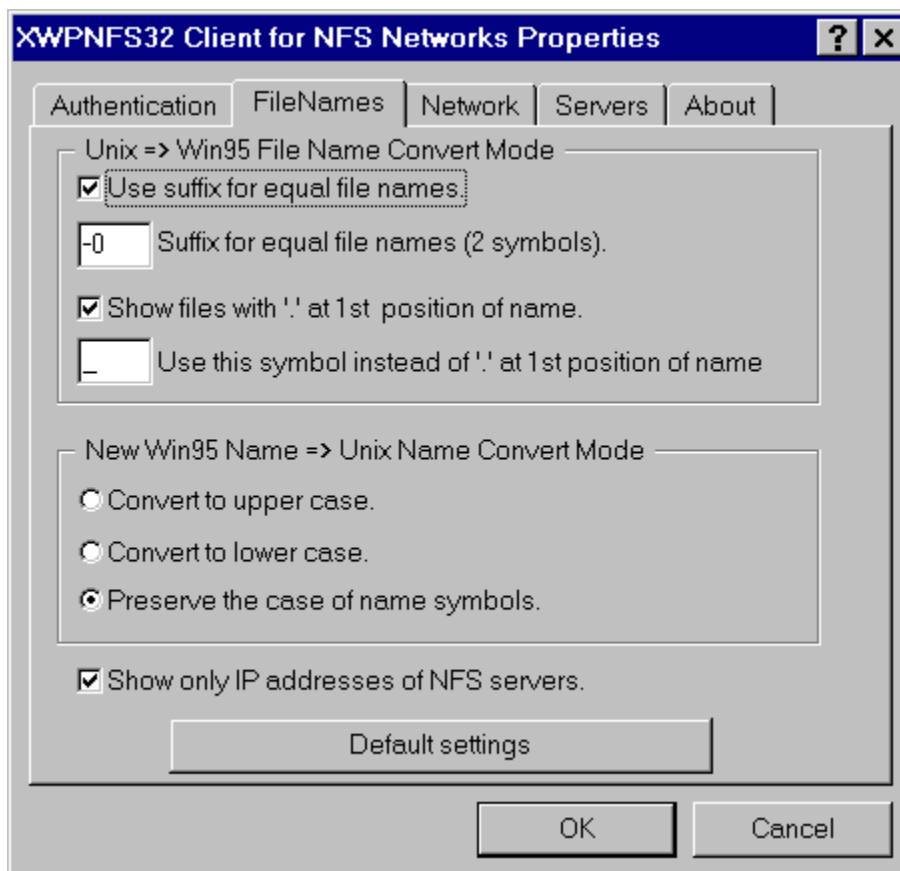 XWPNFS32 Client for NFS Networks Properties
Authentication FileNames Network Servers About
Unix => Win95 File Name Convert Mode
Use suffix for equal file names.
-0 Suffix for equal file names (2 symbols).
Show files with '.' at 1st  position of name.
_ Use this symbol instead of '.' at 1st position of name
New Win95 Name => Unix Name Convert Mode
Convert to upper case.
Convert to lower case.
Preserve the case of name symbols.
Show only IP addresses of NFS servers.
Default settings
OK Cancel